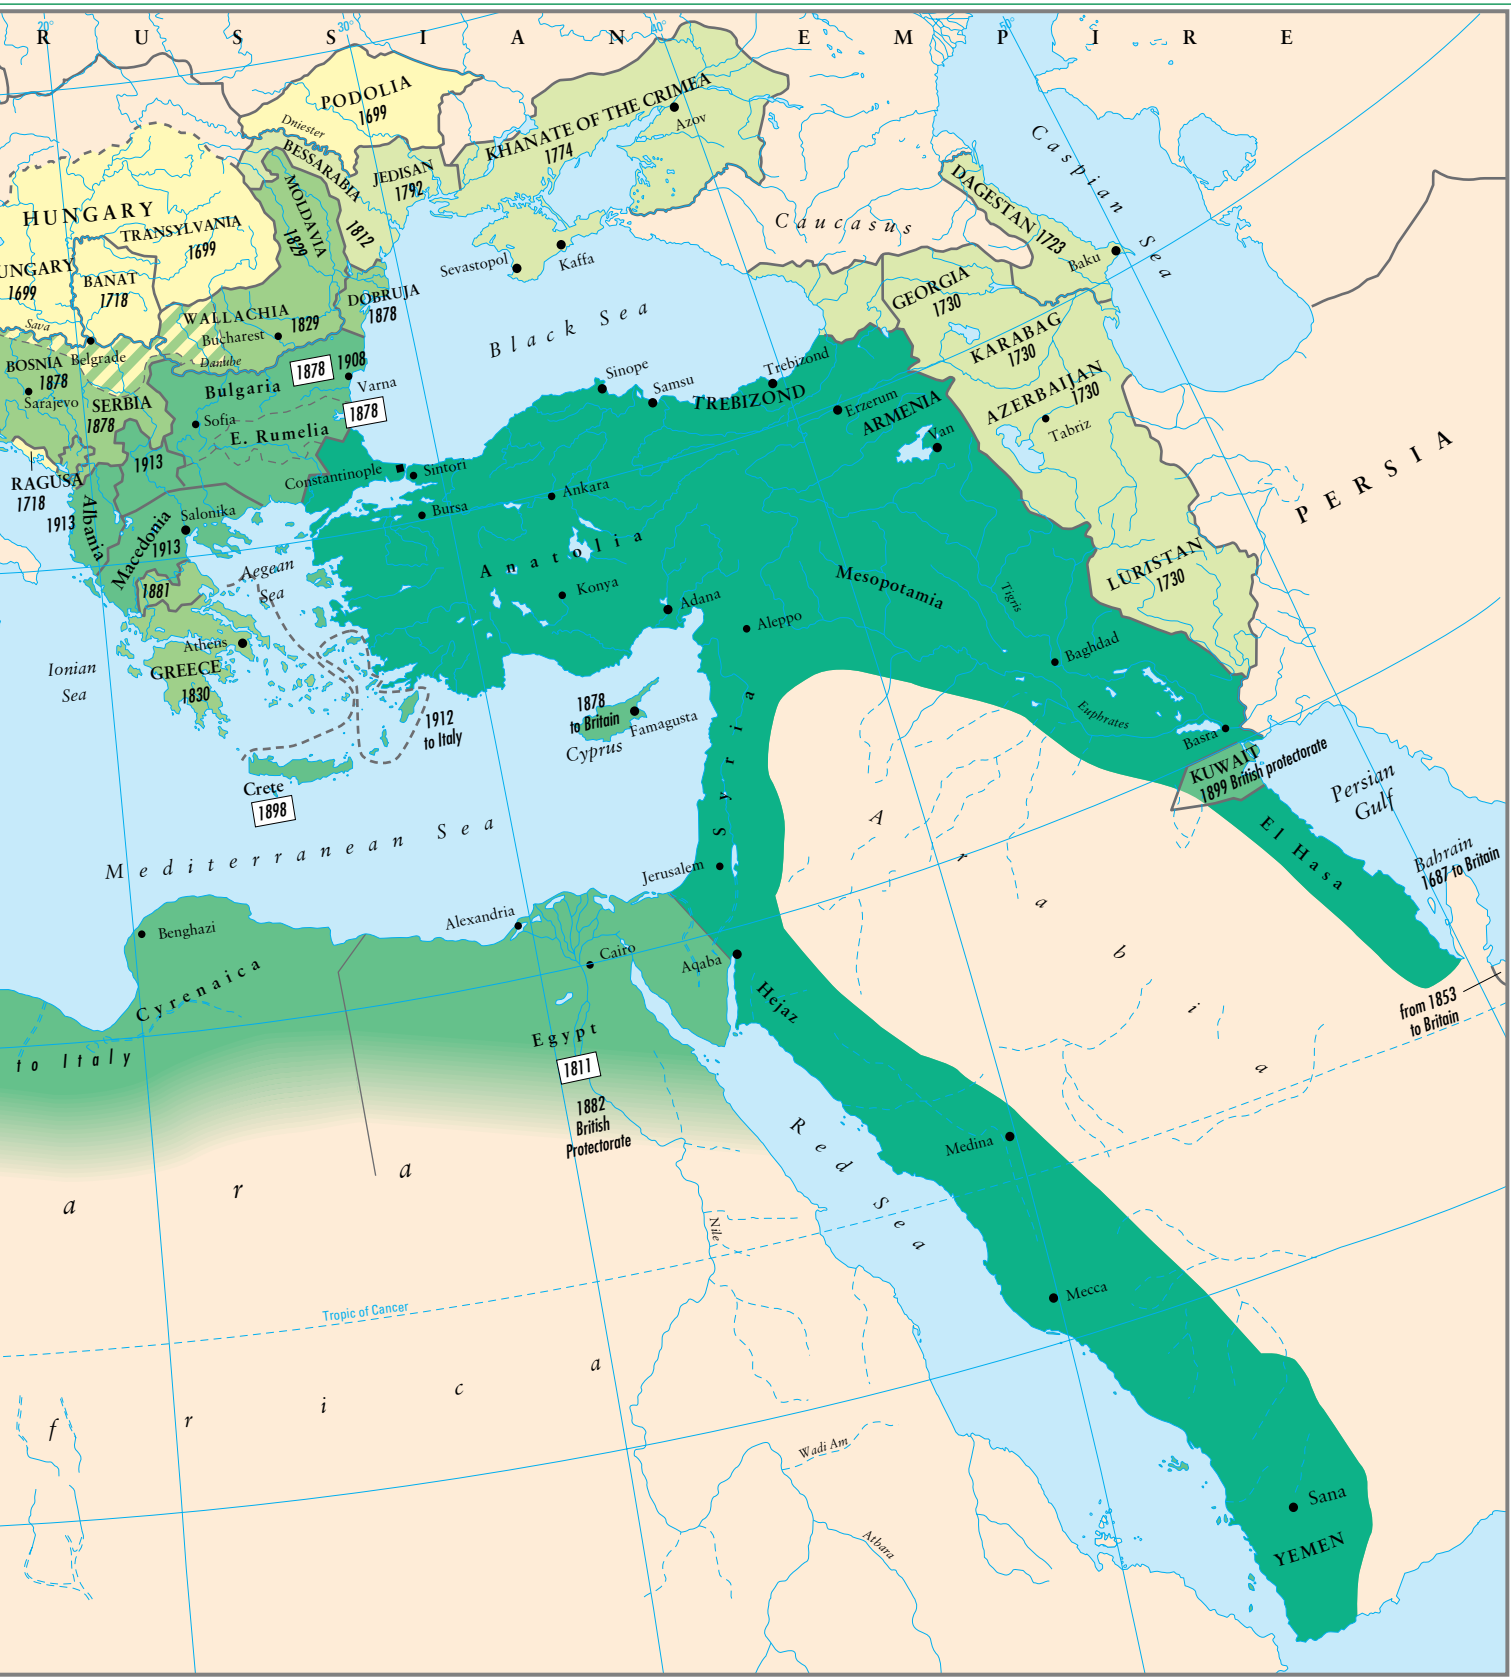 20°
30°
40°
50°
R U S S I A N E M P I R E
PODOLIA
1699
Dniester
KHANATE OF THE CRIMEA
1774
Azov
BESSARABIA
1812
JEDISAN
1792
MOLDAVIA
1829
HUNGARY
TRANSYLVANIA
1699
UNGARY
1699
BANAT
1718
Sava
WALLACHIA
1829
Bucharest
Danube
DOBRUJA
1878
Sevastopol
Kaffa
Caucasus
DAGESTAN 1723
Baku
Caspian Sea
GEORGIA
1730
KARABAG
1730
AZERBAIJAN
1730
Tabriz
LURISTAN
1730
PERSIA
Black Sea
BOSNIA
1878
Belgrade
Sarajevo
SERBIA
1878
Bulgaria
1878
1908
Varna
1878
Sofia
E. Rumelia
1913
RAGUSA
1718
1913
Albania
Macedonia
1913
Salonika
1881
Constantinople
Sintori
Bursa
Sinope
Samsu
Trebizond
TREBIZOND
Erzerum
ARMENIA
Van
Ankara
Anatolia
Konya
Adana
Aleppo
Mesopotamia
Tigris
Baghdad
Euphrates
Basra
Aegean
Sea
Athens
GREECE
1830
Ionian
Sea
1912
to Italy
1878
to Britain
Cyprus
Famagusta
Crete
1898
Mediterranean Sea
Syria
Jerusalem
KUWAIT
1899 British protectorate
Persian
Gulf
El Hasa
Bahrain
1687 to Britain
from 1853
to Britain
Arabia
Benghazi
Cyrenaica
to Italy
Alexandria
Cairo
Aqaba
Egypt
1811
1882
British
Protectorate
Hejaz
Red Sea
Medina
Mecca
a r a
Nile
Tropic of Cancer
f r i c a
Wadi Am
Atbara
Sana
YEMEN